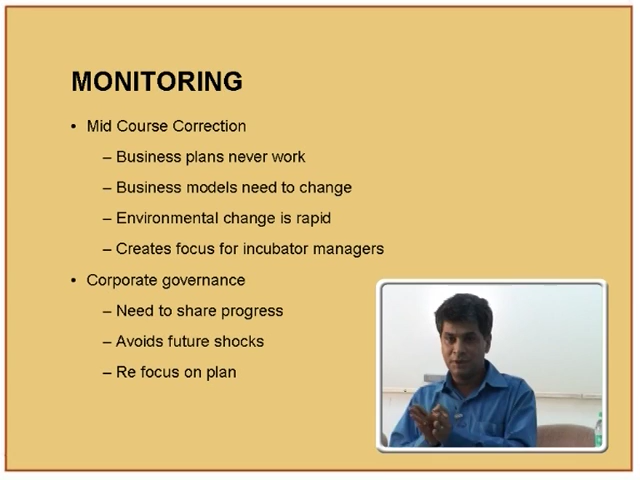 MONITORING
• Mid Course Correction
– Business plans never work
– Business models need to change
– Environmental change is rapid
– Creates focus for incubator managers
• Corporate governance
– Need to share progress
– Avoids future shocks
– Re focus on plan